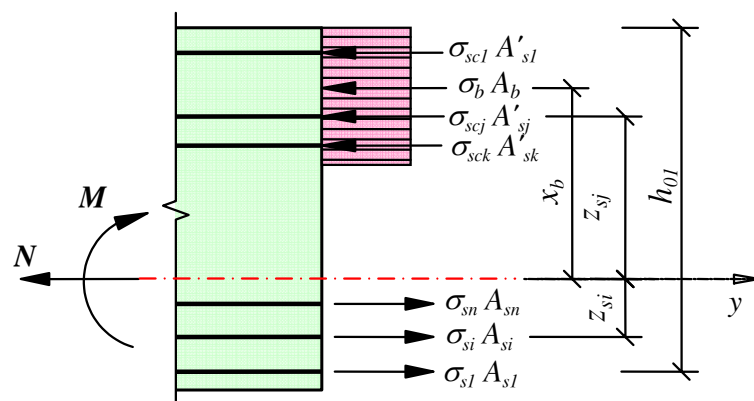 σsc1 A's1
σb Ab
σscj A'sj
σsck A'sk
xb
zsj
h01
M
N
y
σsn Asn
zsi
σsi Asi
σs1 As1